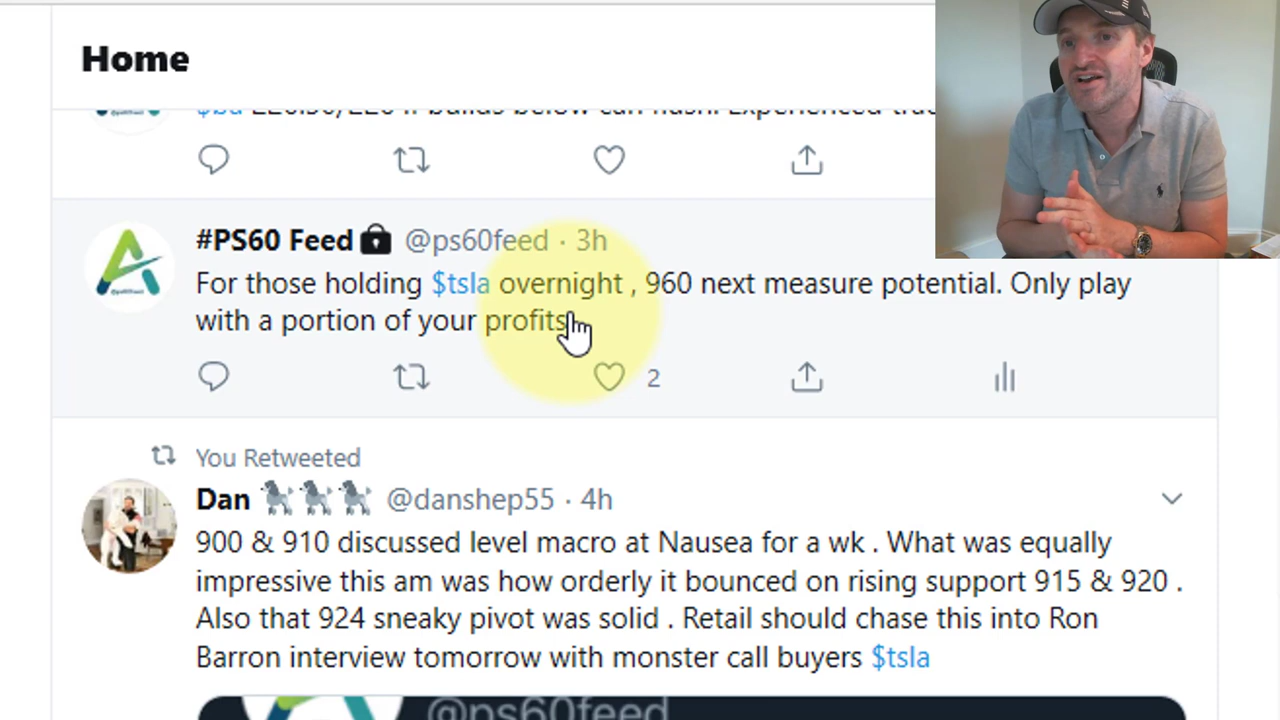 Home
#PS60 Feed @ps60feed · 3h
For those holding $tsla overnight , 960 next measure potential. Only play
with a portion of your profits
2
You Retweeted
Dan 🐩🐩🐩 @danshep55 · 4h
900 & 910 discussed level macro at Nausea for a wk . What was equally
impressive this am was how orderly it bounced on rising support 915 & 920 .
Also that 924 sneaky pivot was solid . Retail should chase this into Ron
Barron interview tomorrow with monster call buyers $tsla
@ps60feed